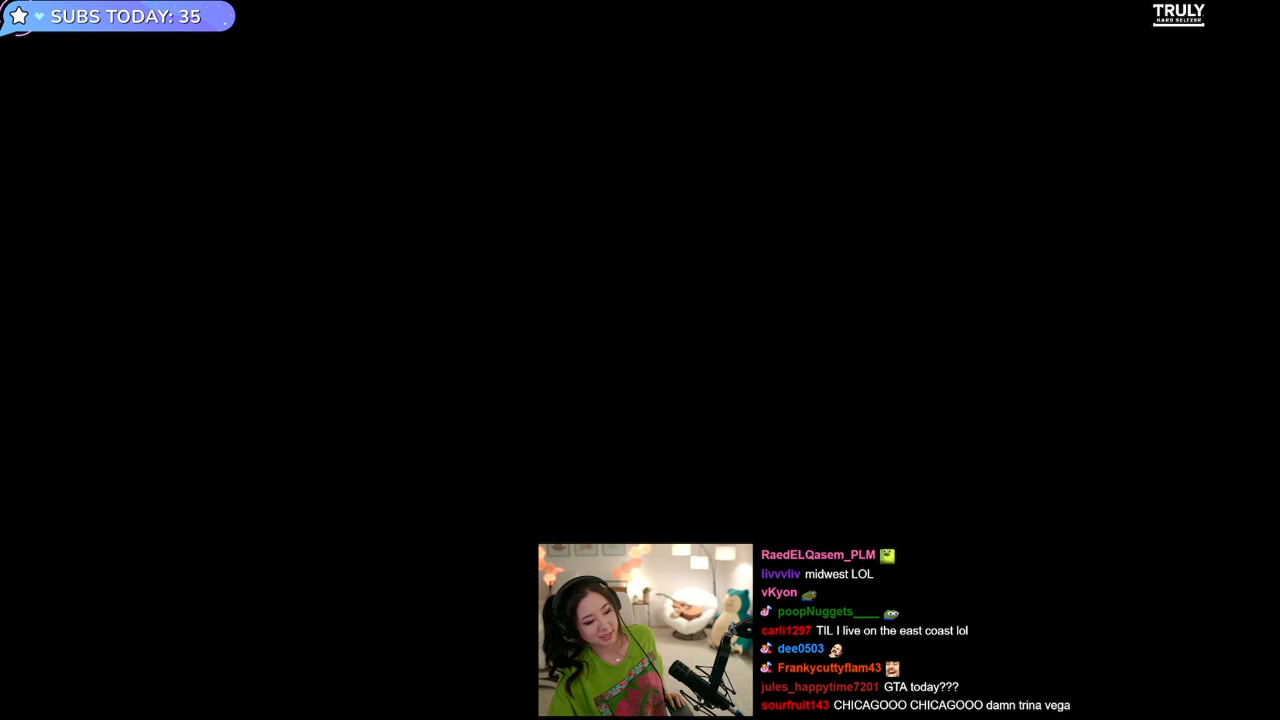 SUBS TODAY: 35
TRULY
HARD SELTZER
RaedELQasem_PLM
livvvliv midwest LOL
vKyon
poopNuggets____
carli1297 TIL I live on the east coast lol
dee0503
Frankycuttyflam43
jules_happytime7201 GTA today???
sourfruit143 CHICAGOOO CHICAGOOO damn trina vega